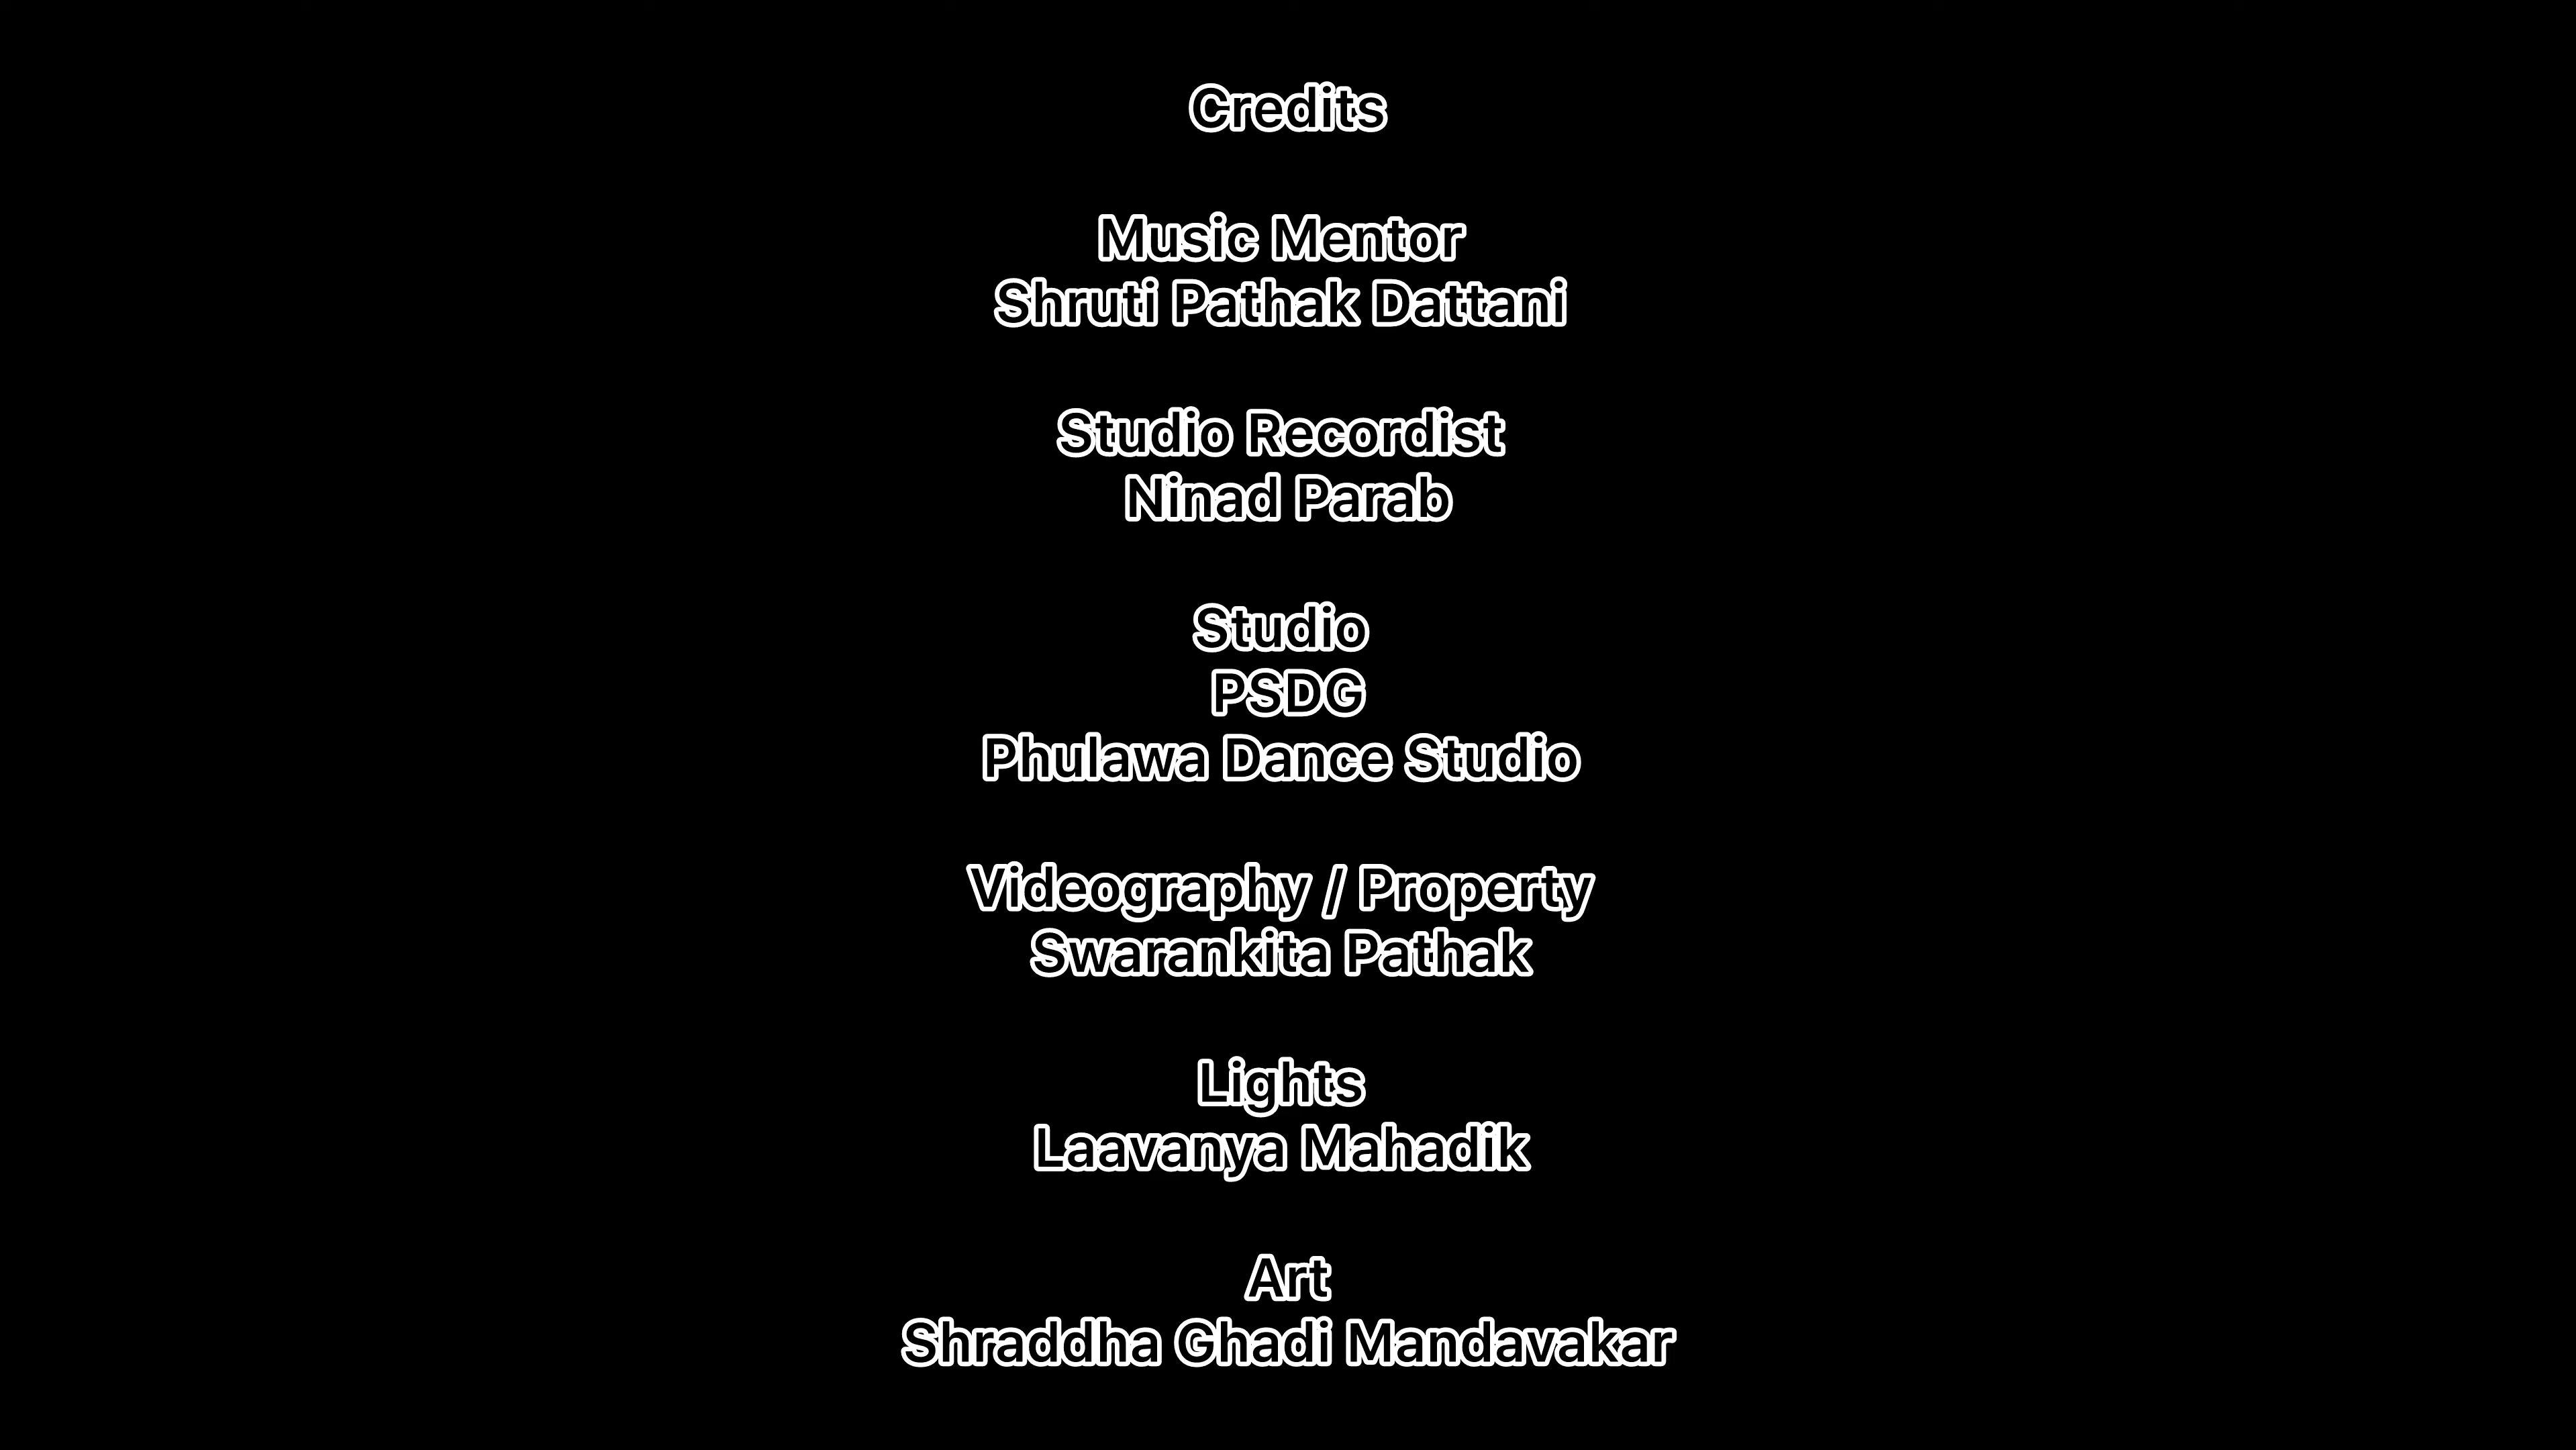 Credits
Music Mentor
Shruti Pathak Dattani
Studio Recordist
Ninad Parab
Studio
PSDG
Phulawa Dance Studio
Videography / Property
Swarankita Pathak
Lights
Laavanya Mahadik
Art
Shraddha Ghadi Mandavakar